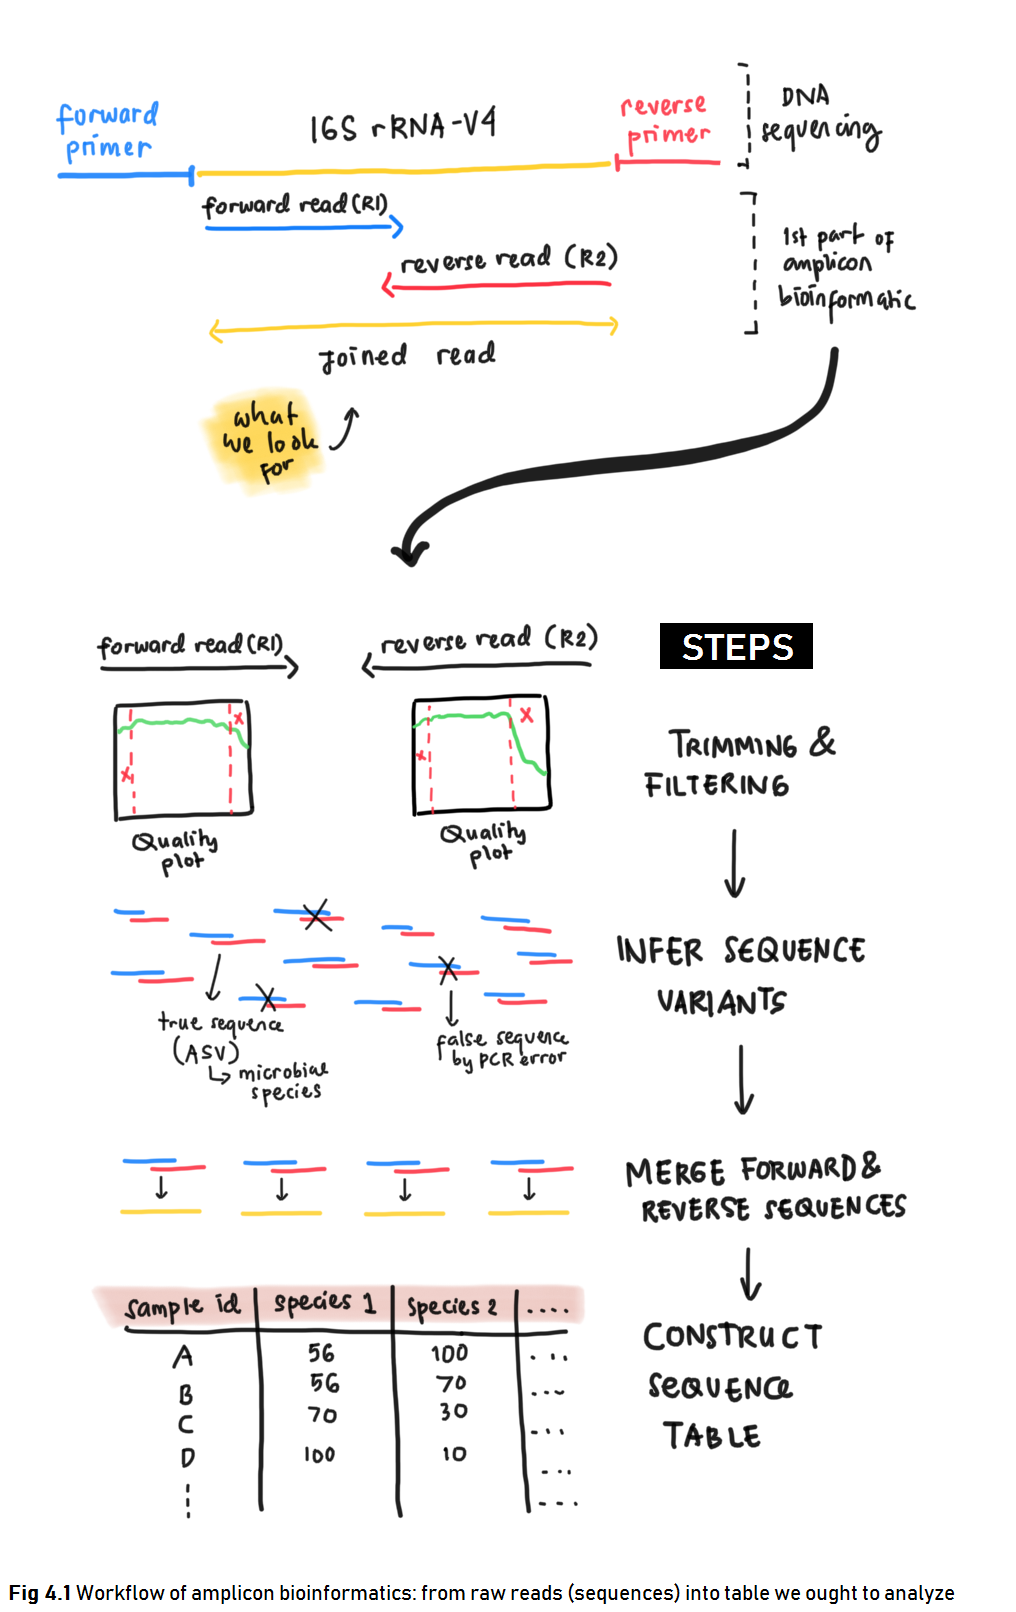 forward
primer
16S rRNA-V4
reverse
primer
DNA
sequencing
forward read (R1)
reverse read (R2)
Joined read
1st part of
amplicon
bioinformatic
what
we look
for
forward read (R1)
reverse read (R2)
STEPS
x
x
x
x
Quality
plot
Quality
plot
TRIMMING &
FILTERING
true sequence
(ASV)
microbial
species
false sequence
by PCR error
INFER SEQUENCE
VARIANTS
MERGE FORWARD &
REVERSE SEQUENCES
sample id species 1 species 2 ....
A 56 100 ...
B 56 70 ...
C 70 30 ...
D 100 10 ...
...
CONSTRUCT
SEQUENCE
TABLE
Fig 4.1 Workflow of amplicon bioinformatics: from raw reads (sequences) into table we ought to analyze